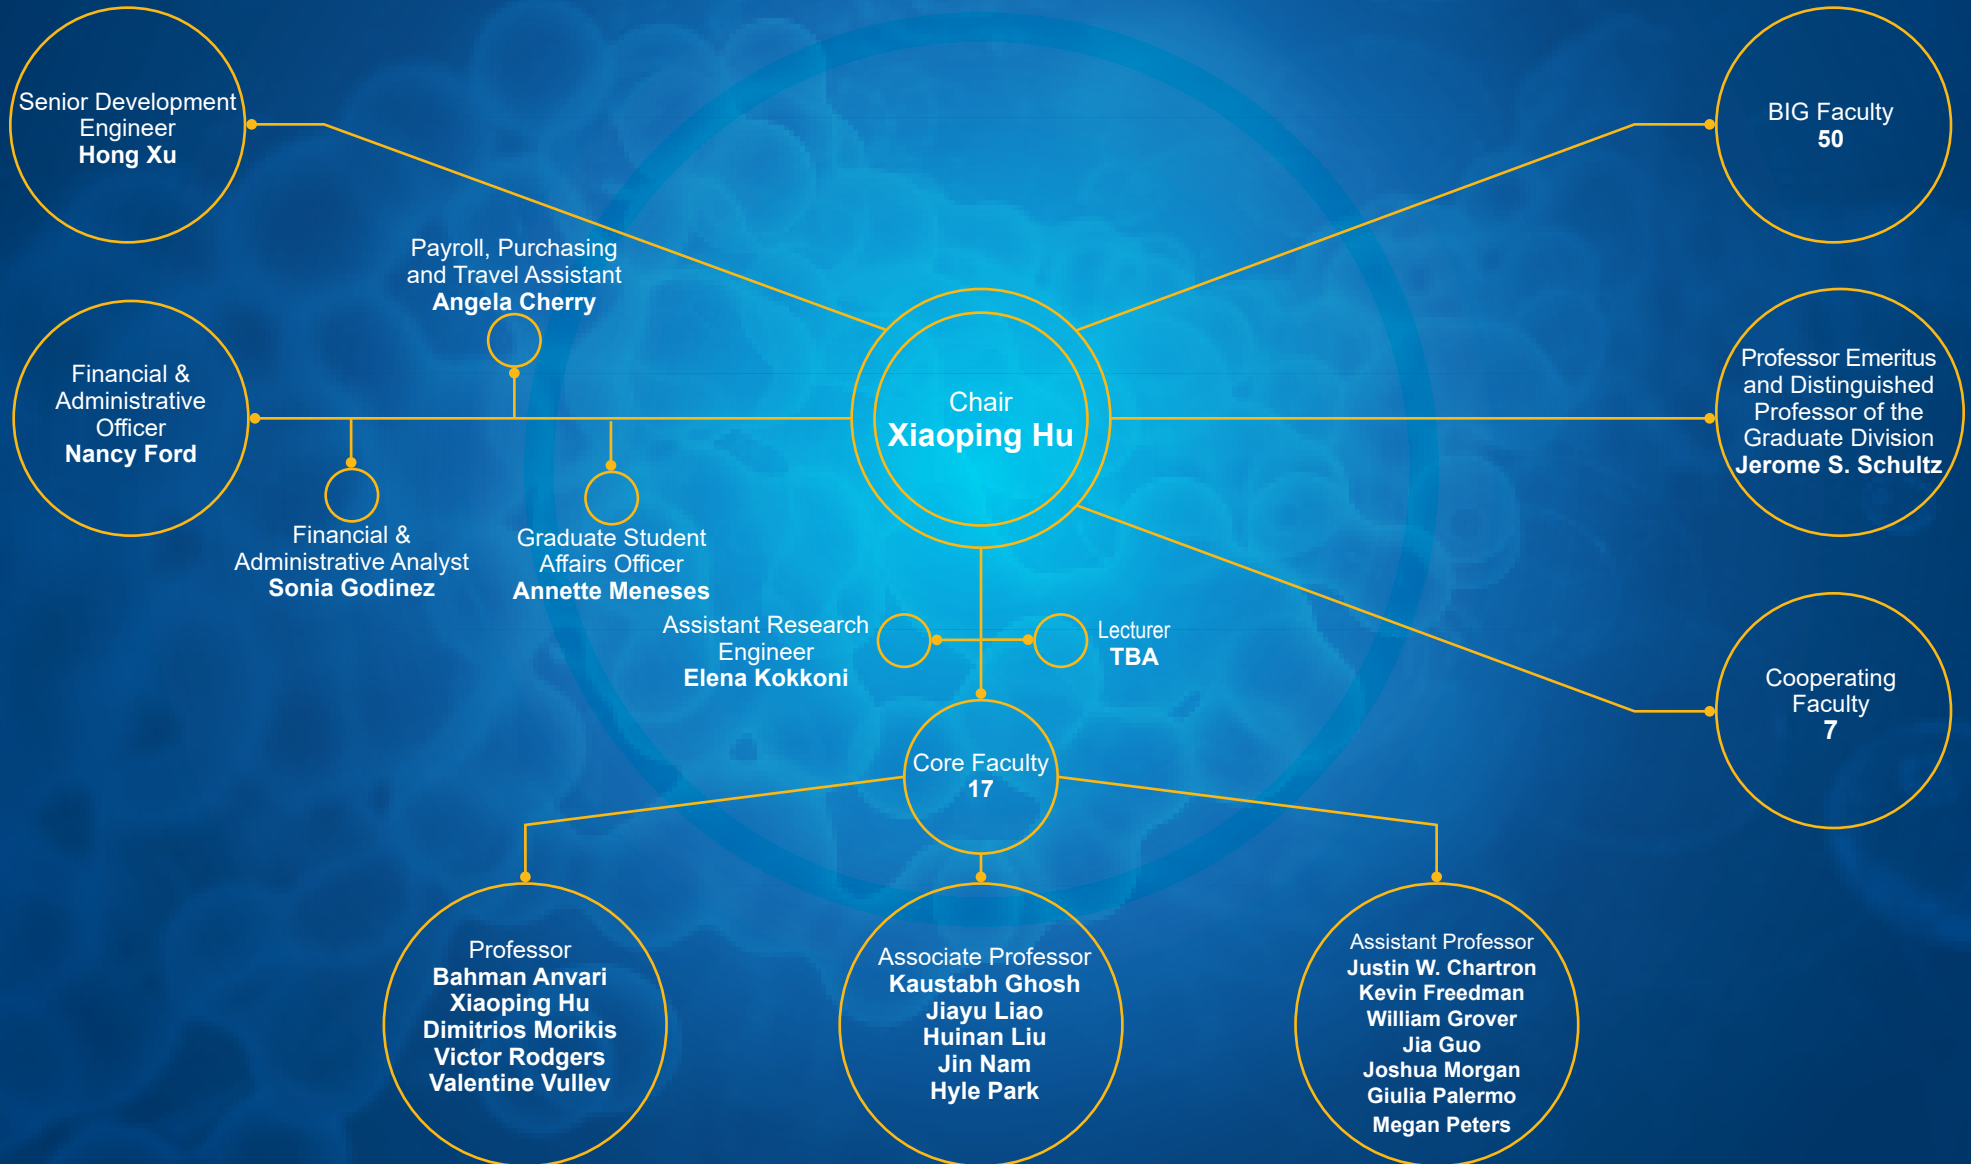 Senior Development
Engineer
Hong Xu
BIG Faculty
50
Payroll, Purchasing
and Travel Assistant
Angela Cherry
Financial &
Administrative
Officer
Nancy Ford
Chair
Xiaoping Hu
Professor Emeritus
and Distinguished
Professor of the
Graduate Division
Jerome S. Schultz
Financial &
Administrative Analyst
Sonia Godinez
Graduate Student
Affairs Officer
Annette Meneses
Assistant Research
Engineer
Elena Kokkoni
Lecturer
TBA
Cooperating
Faculty
7
Core Faculty
17
Professor
Bahman Anvari
Xiaoping Hu
Dimitrios Morikis
Victor Rodgers
Valentine Vullev
Associate Professor
Kaustabh Ghosh
Jiayu Liao
Huinan Liu
Jin Nam
Hyle Park
Assistant Professor
Justin W. Chartron
Kevin Freedman
William Grover
Jia Guo
Joshua Morgan
Giulia Palermo
Megan Peters